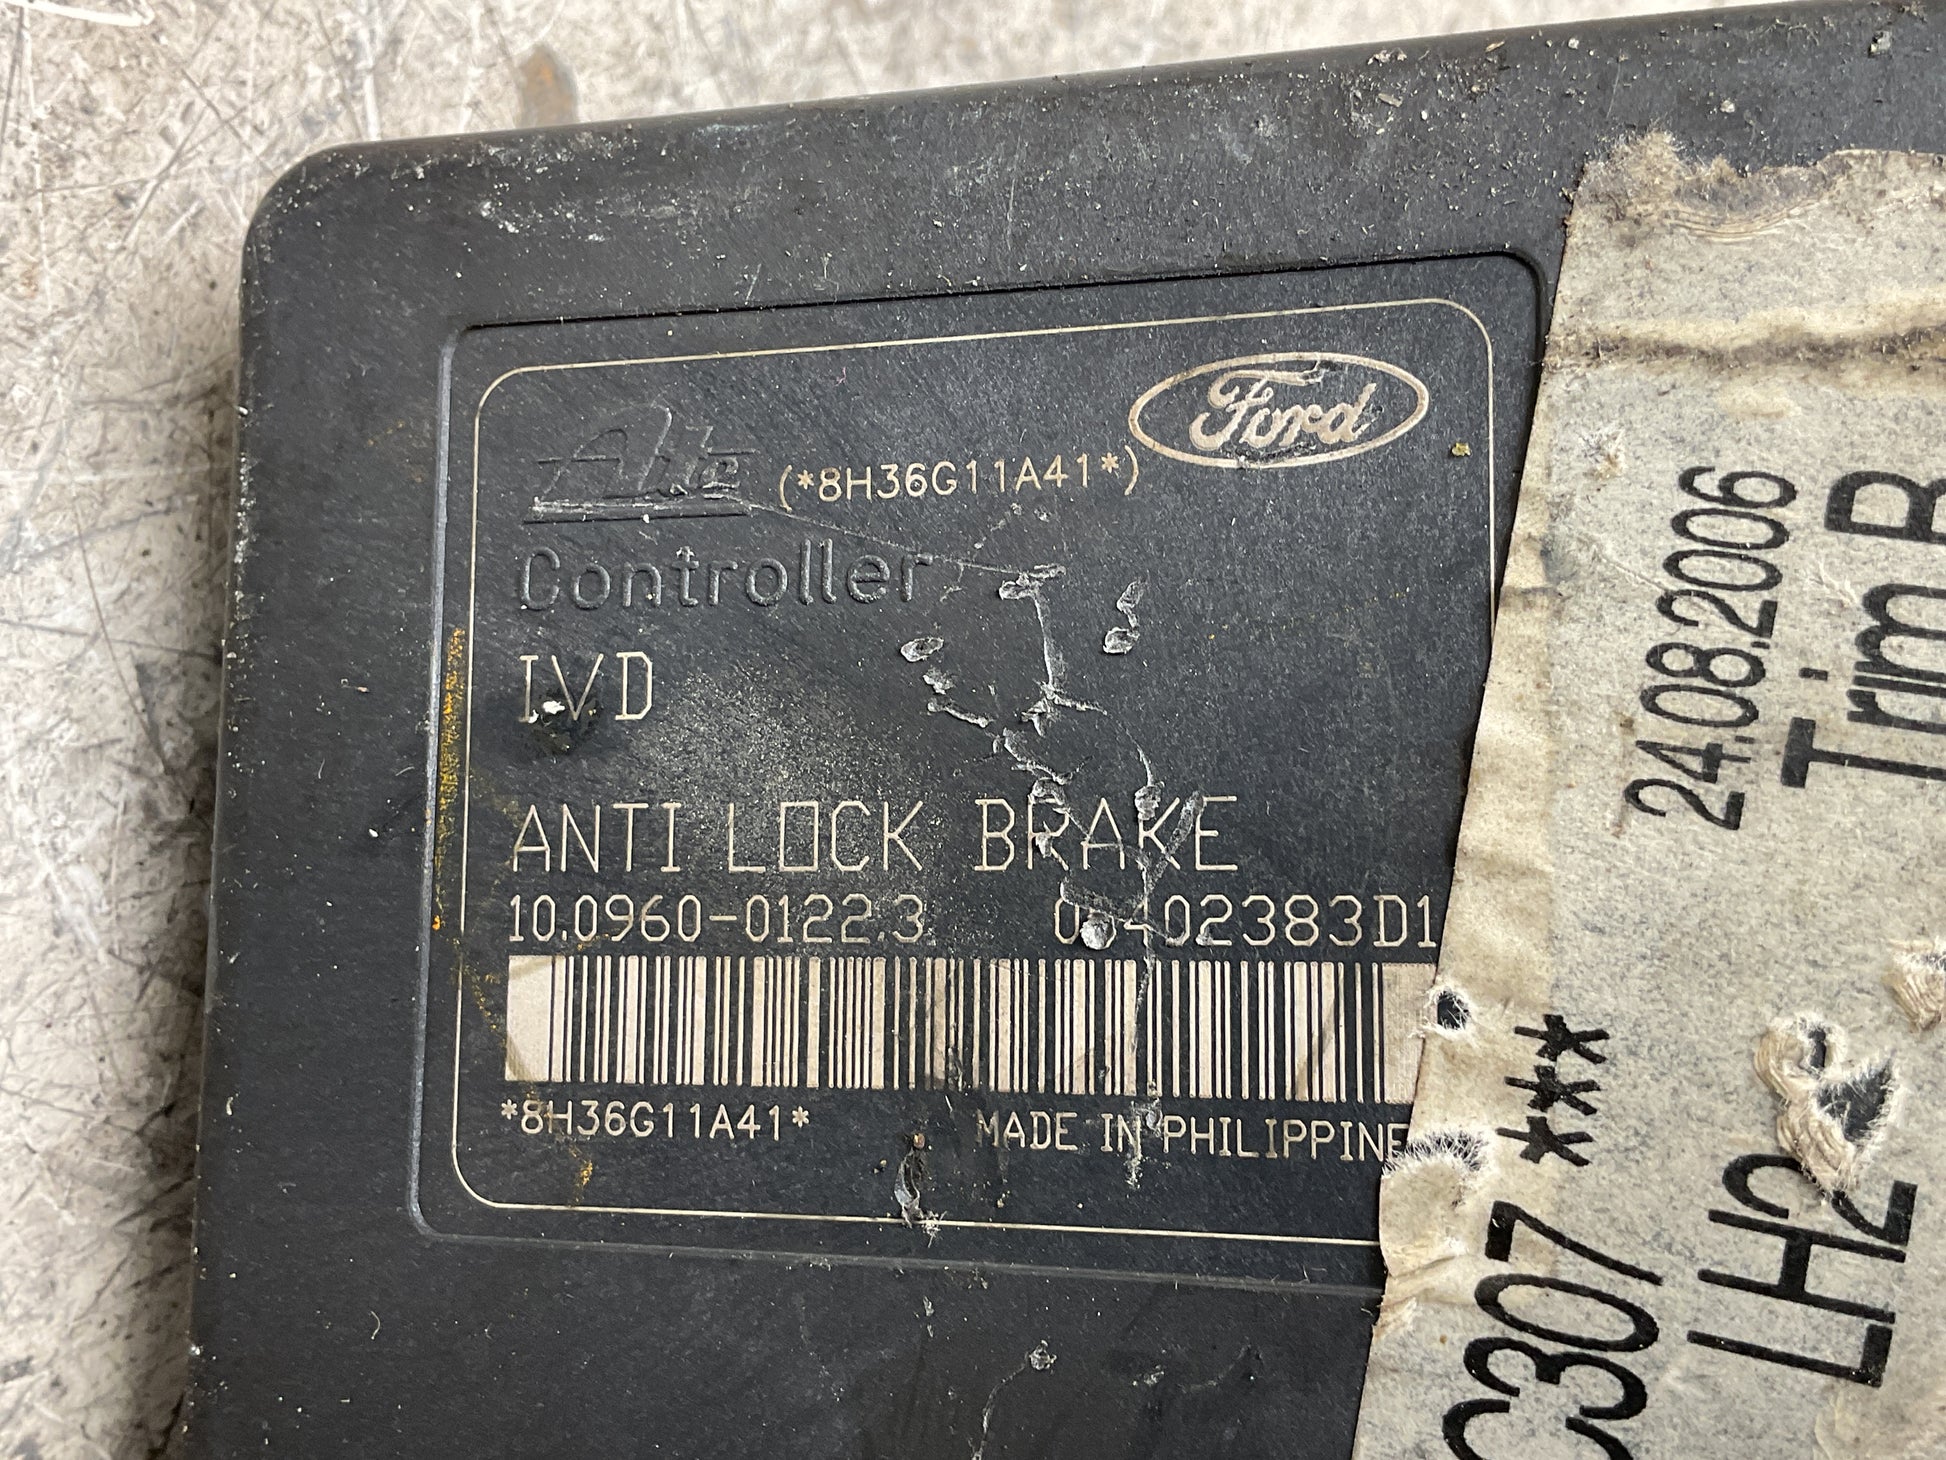 Ate (*8H36G11A41*) Ford
Controller
IVD
ANTI LOCK BRAKE
10.0960-0122.3
*8H36G11A41* MADE IN PHILIPPINE
24.08.2006
Trim B
C307 ***
LH2